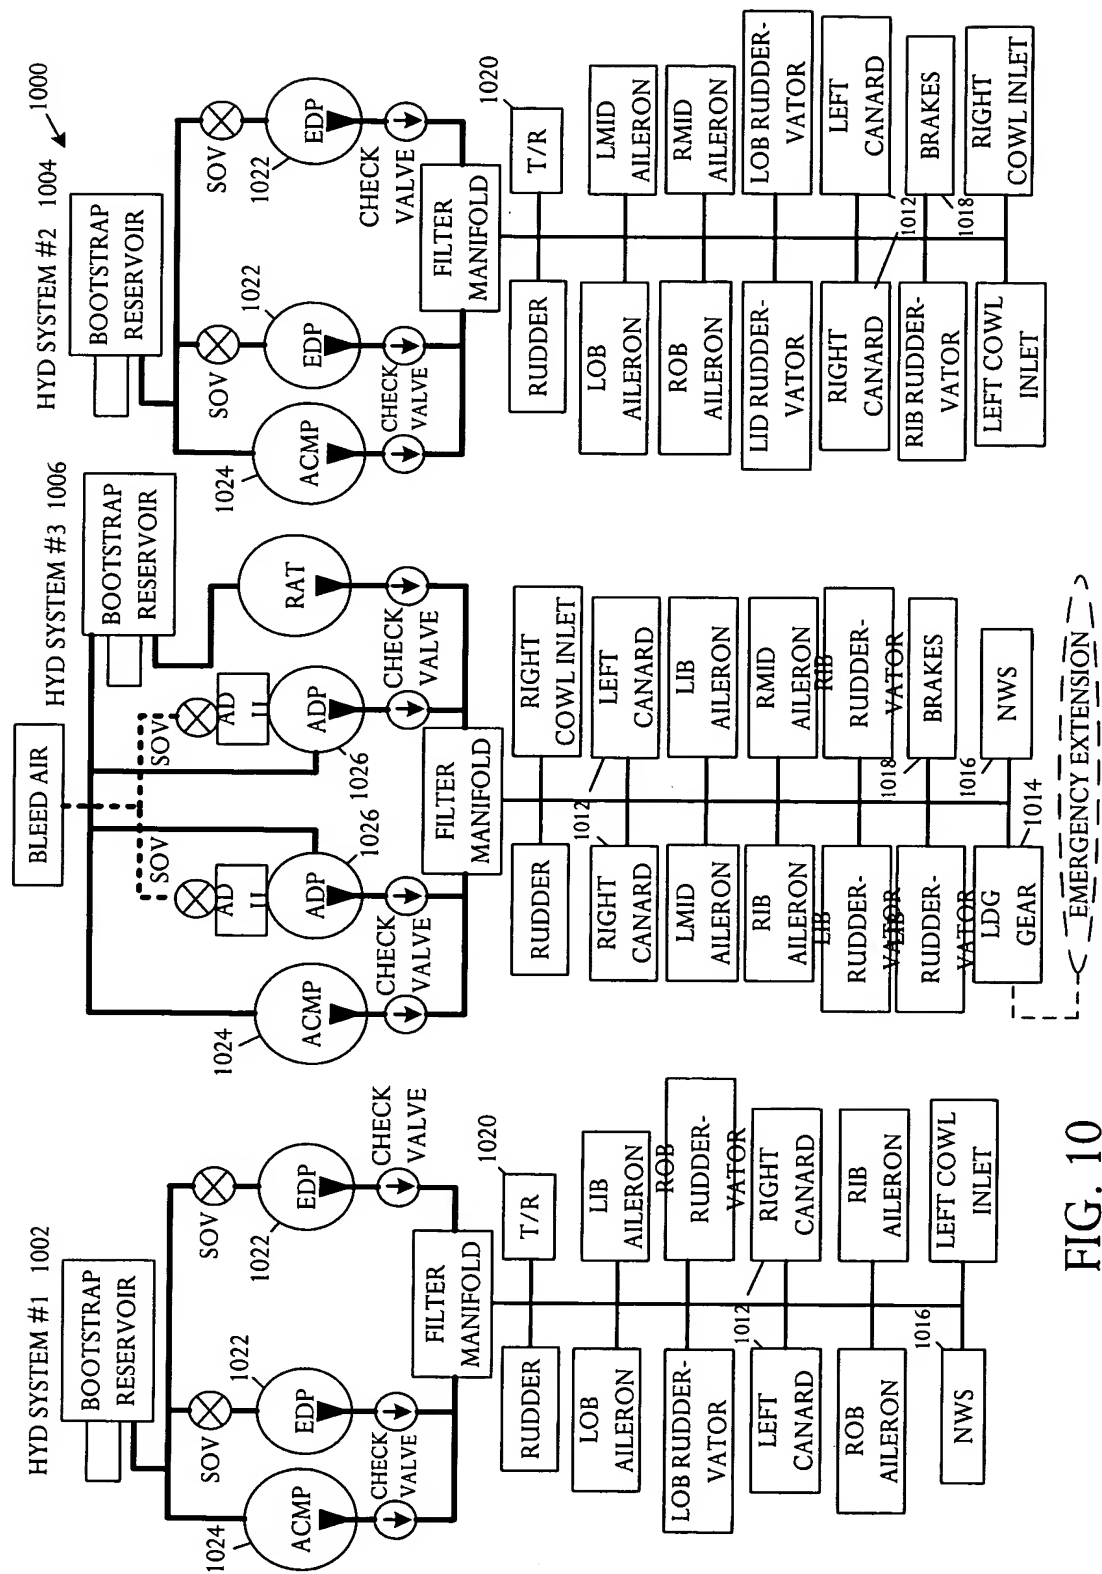 HYD SYSTEM #1 1002
BOOTSTRAP
RESERVOIR
SOV
SOV
1024
ACMP
EDP
1022
1022
EDP
CHECK
VALVE
CHECK
VALVE
FILTER
MANIFOLD
1020
T/R
RUDDER
LOB
AILERON
LIB
AILERON
LOB RUDDER-
VATOR
ROB
RUDDER-
VATOR
1012
LEFT
CANARD
RIGHT
CANARD
ROB
AILERON
RIB
AILERON
1016
NWS
LEFT COWL
INLET
BLEED AIR
HYD SYSTEM #3 1006
BOOTSTRAP
RESERVOIR
SOV
SOV
AD
U
AD
U
1024
ACMP
ADP
1026
ADP
1026
RAT
CHECK
VALVE
CHECK
VALVE
FILTER
MANIFOLD
RUDDER
RIGHT
COWL INLET
1012
RIGHT
CANARD
LEFT
CANARD
LMID
AILERON
LIB
AILERON
RIB
AILERON
RMID
AILERON
LIB
RUDDER-
VATOR
RIB
RUDDER-
VATOR
LIB
RUDDER-
VATOR
1018
BRAKES
LDG
GEAR
1016
NWS
1014
EMERGENCY EXTENSION
HYD SYSTEM #2 1004
1000
BOOTSTRAP
RESERVOIR
SOV
SOV
1024
ACMP
1022
EDP
1022
EDP
CHECK
VALVE
CHECK
VALVE
FILTER
MANIFOLD
1020
T/R
RUDDER
LOB
AILERON
LMID
AILERON
ROB
AILERON
RMID
AILERON
LID RUDDER-
VATOR
LOB RUDDER-
VATOR
RIGHT
CANARD
LEFT
CANARD
1012
RIB RUDDER-
VATOR
BRAKES
1018
LEFT COWL
INLET
RIGHT
COWL INLET
FIG. 10